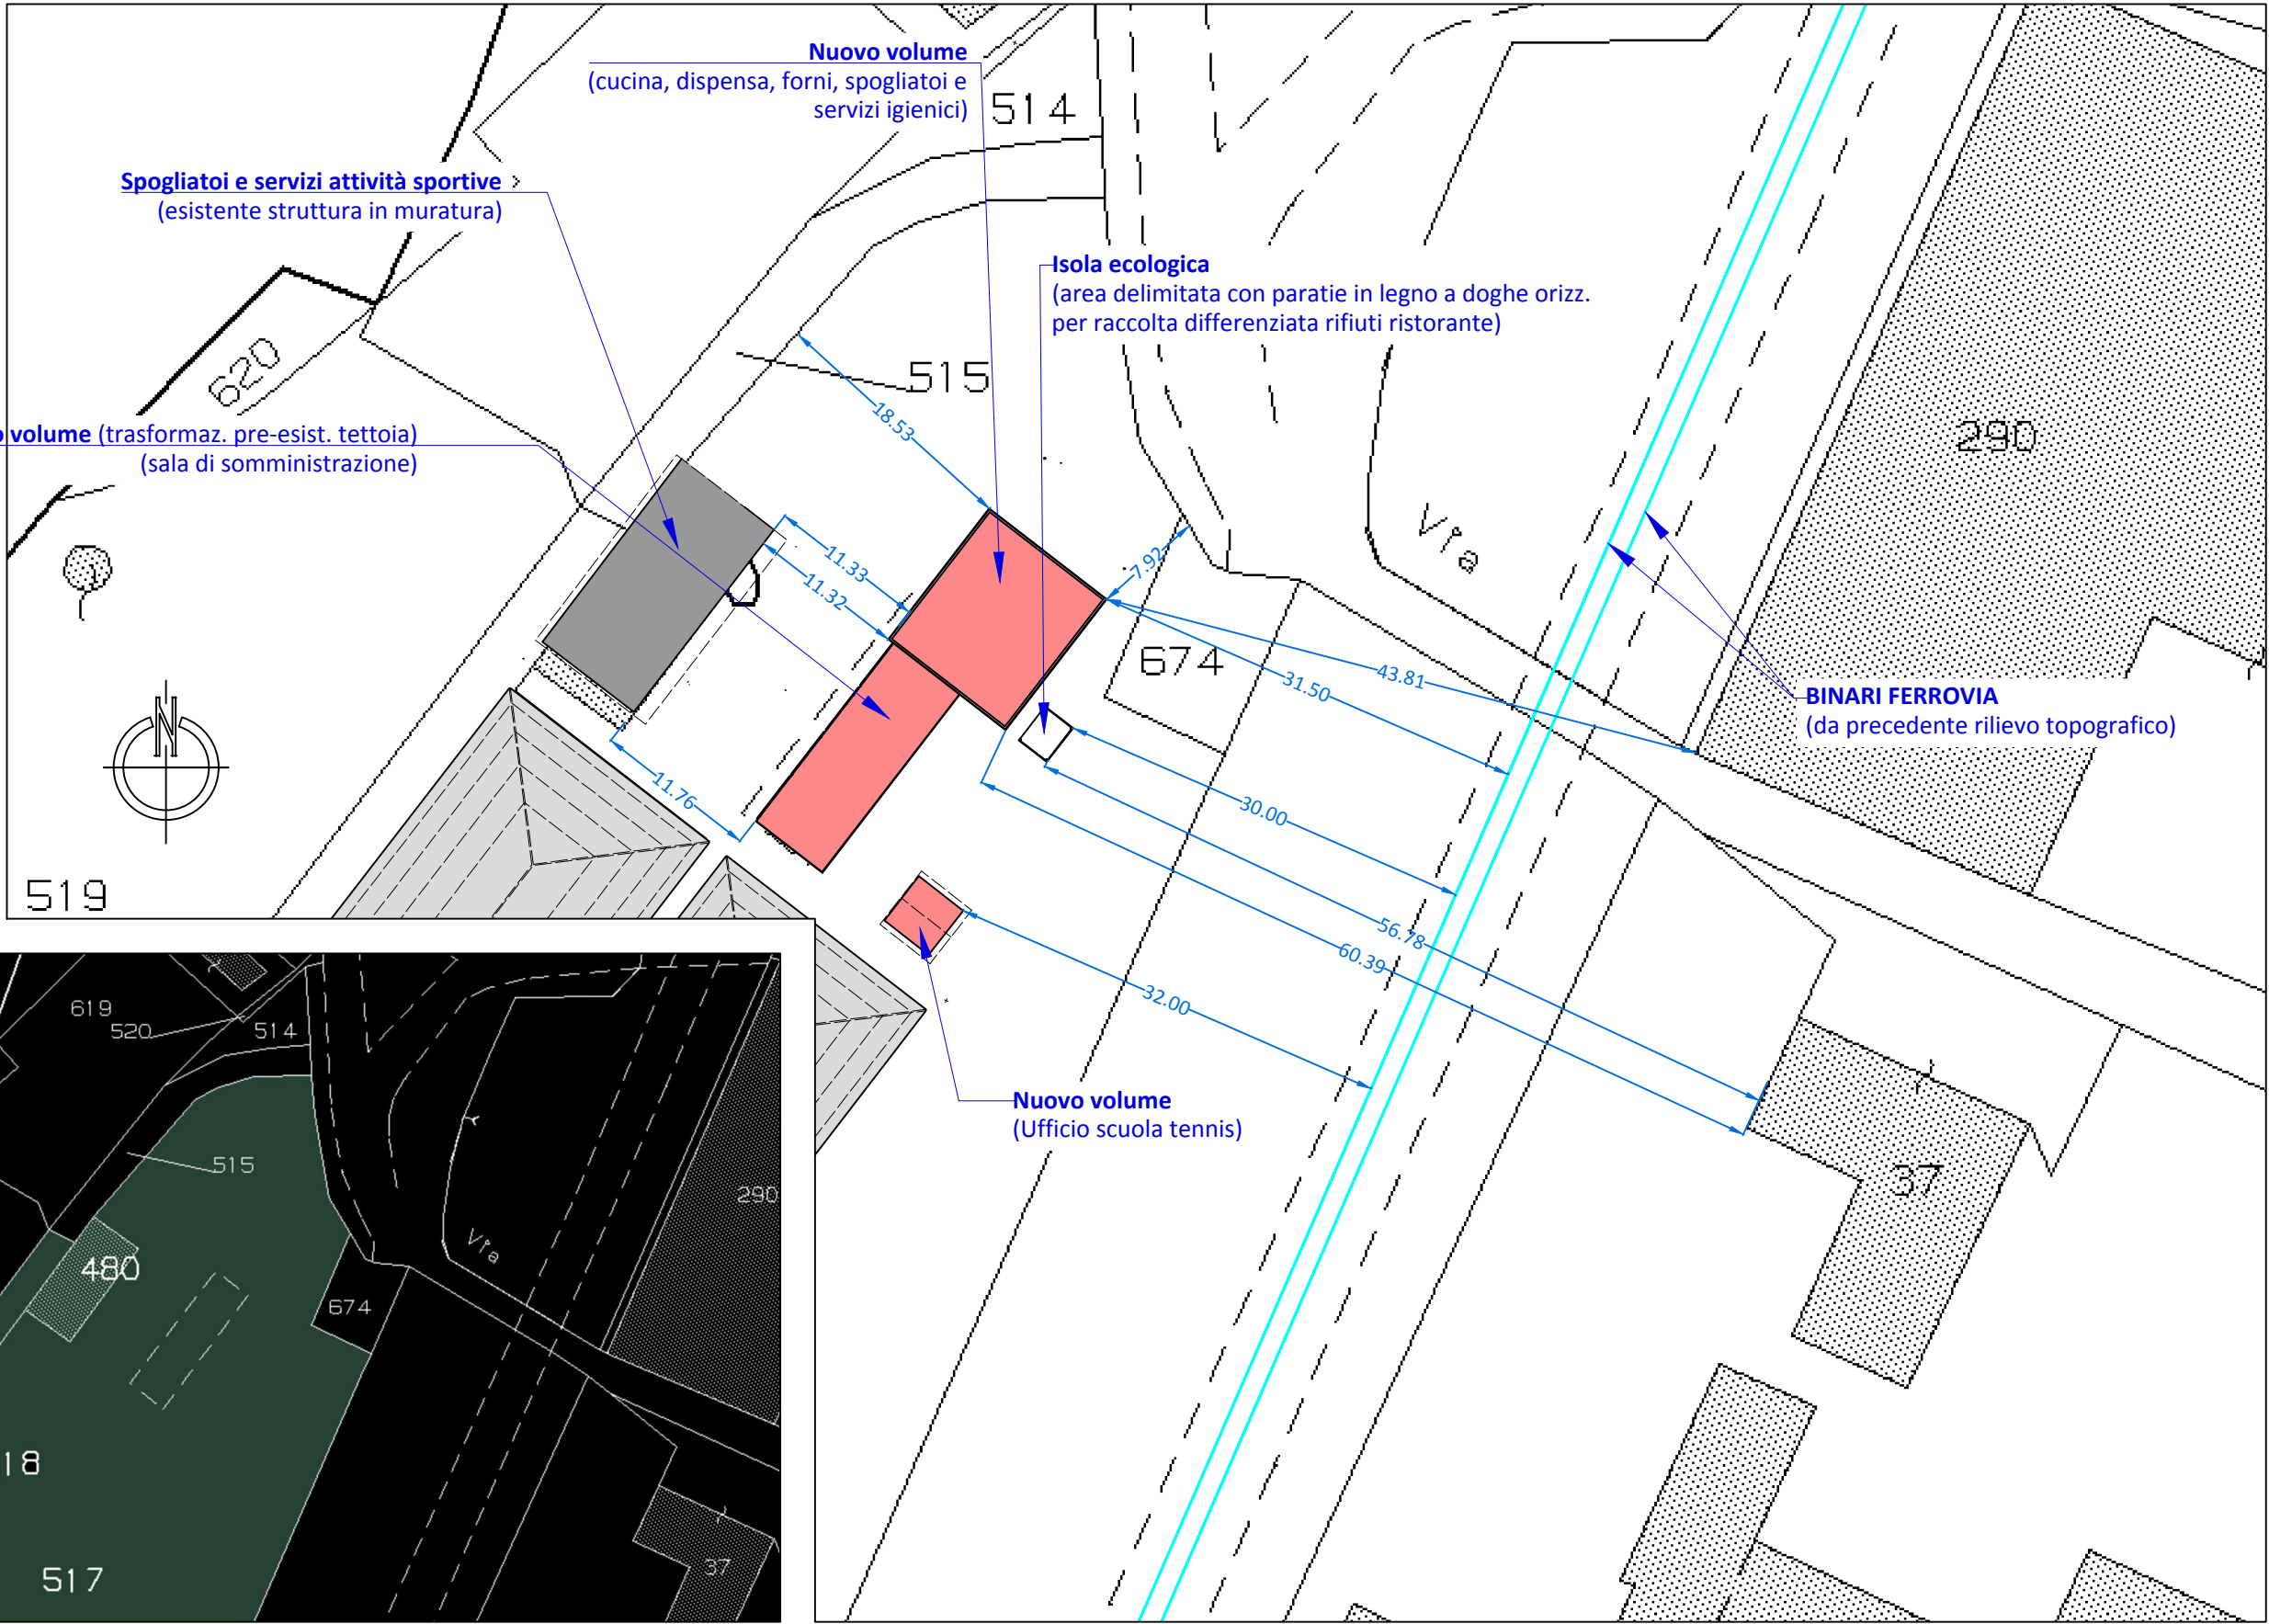 Nuovo volume
(cucina, dispensa, forni, spogliatoi e
servizi igienici)
514
Spogliatoi e servizi attività sportive
(esistente struttura in muratura)
Isola ecologica
(area delimitata con paratie in legno a doghe orizz.
per raccolta differenziata rifiuti ristorante)
620
515
290
volume (trasformaz. pre-esist. tettoia)
(sala di somministrazione)
18.53
Via
11.33
11.32
7.92
674
43.81
31.50
BINARI FERROVIA
(da precedente rilievo topografico)
N
11.76
30.00
519
56.78
60.39
32.00
Nuovo volume
(Ufficio scuola tennis)
37
619
520
514
515
290
480
Via
674
18
517
37